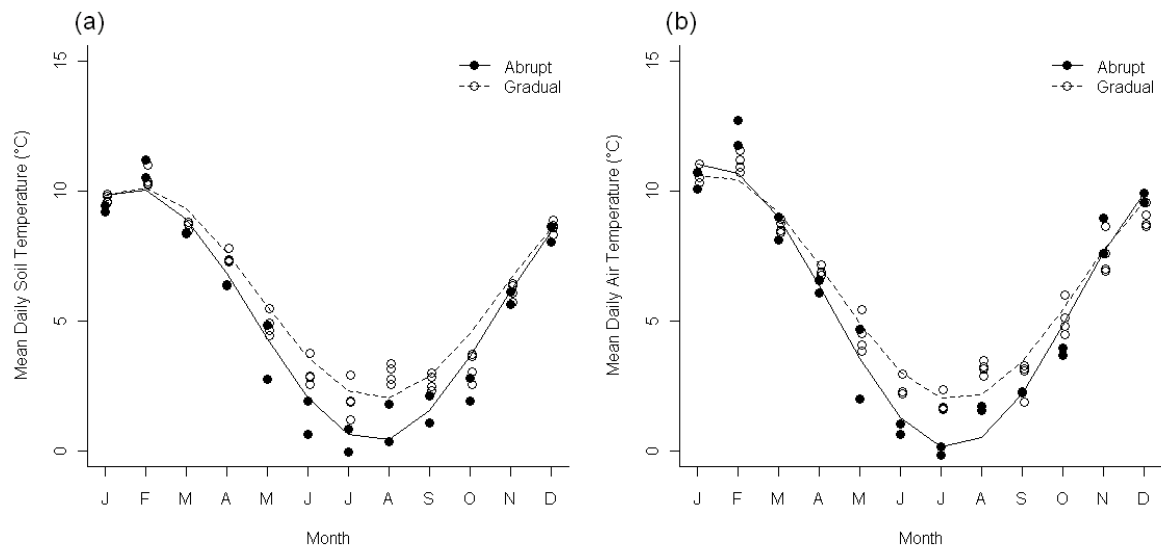 (a)
Mean Daily Soil Temperature (°C)
15
10
5
0
Abrupt
Gradual
J F M A M J J A S O N D
Month
(b)
Mean Daily Air Temperature (°C)
15
10
5
0
Abrupt
Gradual
J F M A M J J A S O N D
Month